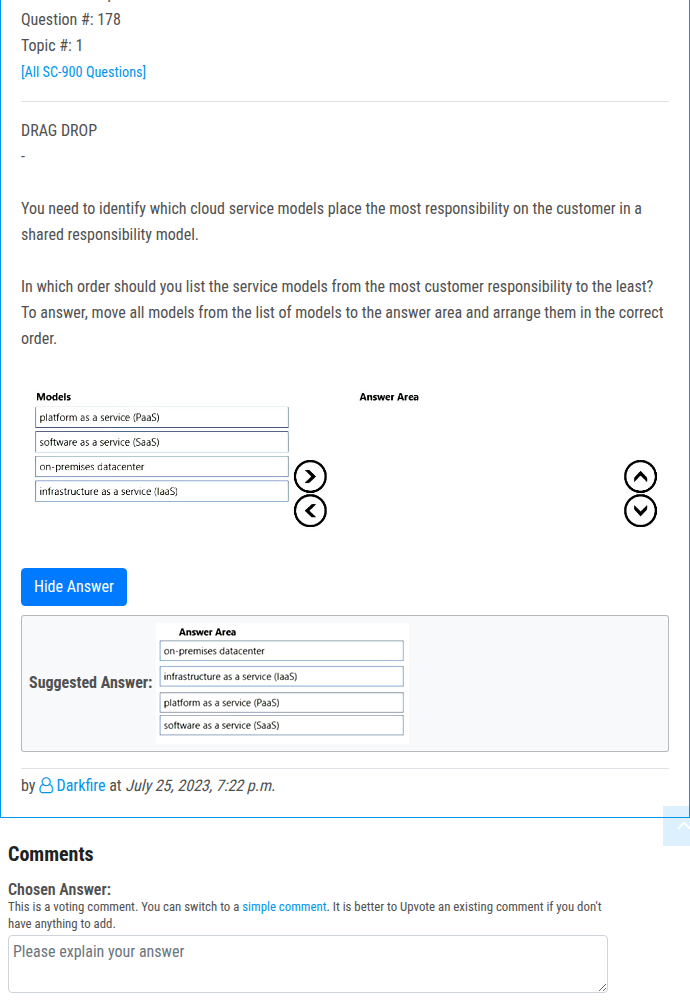 Question #: 178
Topic #: 1
[All SC-900 Questions]
DRAG DROP
-
You need to identify which cloud service models place the most responsibility on the customer in a
shared responsibility model.
In which order should you list the service models from the most customer responsibility to the least?
To answer, move all models from the list of models to the answer area and arrange them in the correct
order.
Models
Answer Area
platform as a service (PaaS)
software as a service (SaaS)
on-premises datacenter
infrastructure as a service (IaaS)
Hide Answer
Suggested Answer:
Answer Area
on-premises datacenter
infrastructure as a service (IaaS)
platform as a service (PaaS)
software as a service (SaaS)
by Darkfire at July 25, 2023, 7:22 p.m.
Comments
Chosen Answer:
This is a voting comment. You can switch to a simple comment. It is better to Upvote an existing comment if you don't
have anything to add.
Please explain your answer